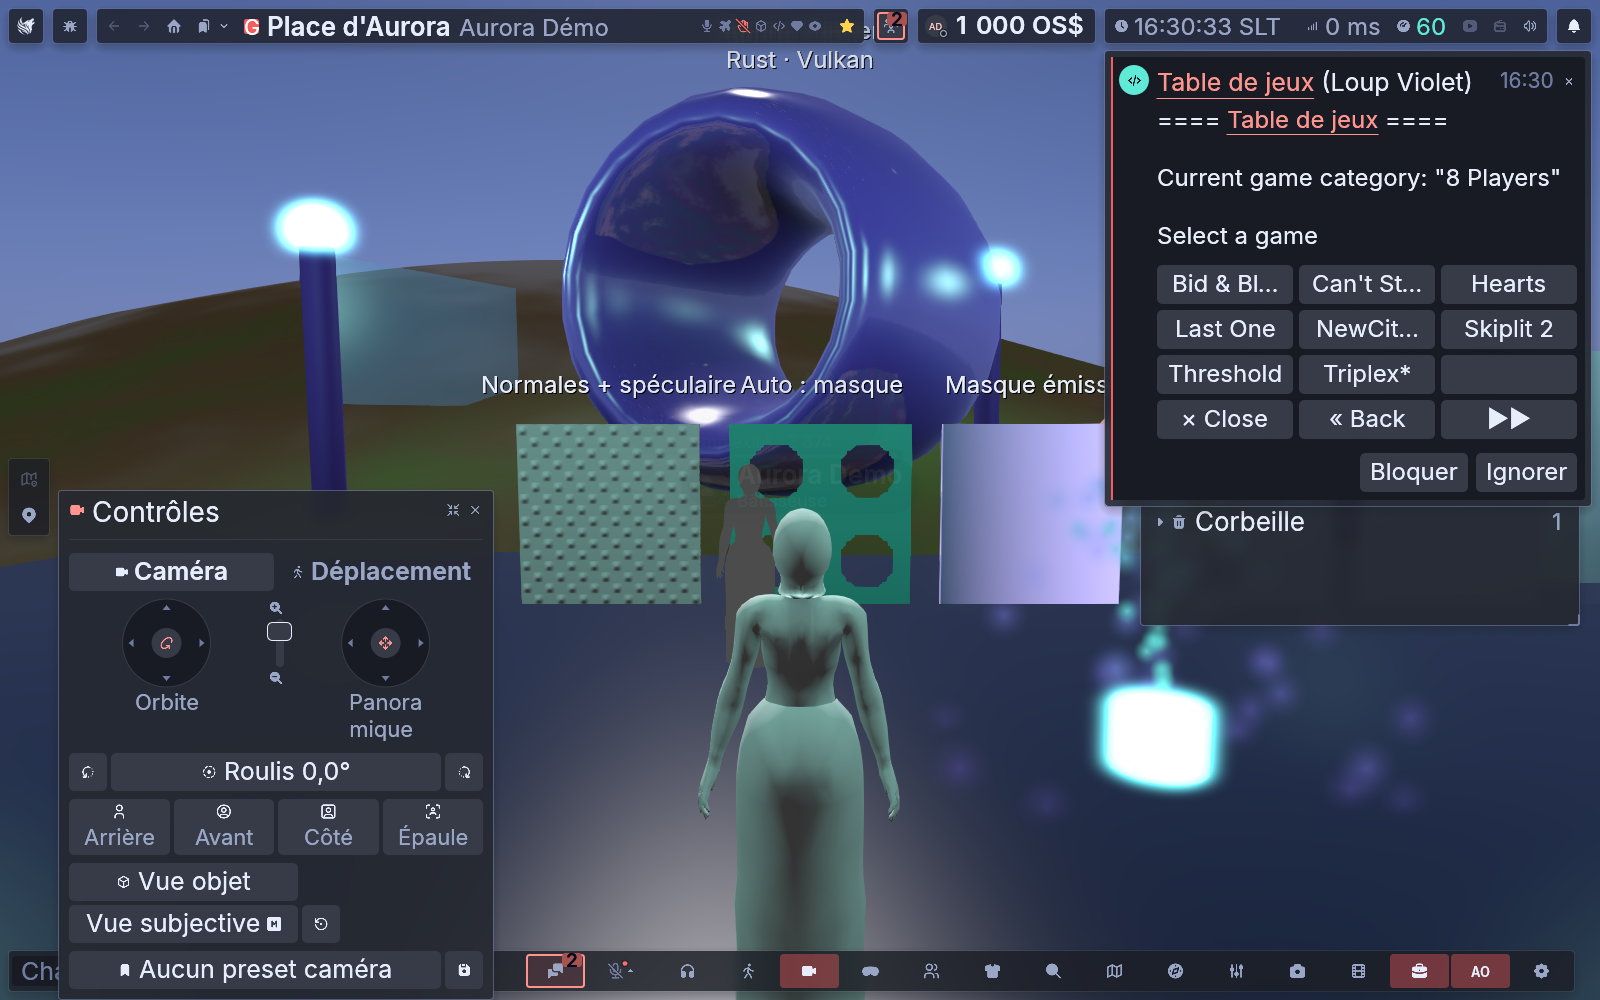 Place d'Aurora Aurora Démo
2
AD 1 000 OS$
16:30:33 SLT 0 ms 60
Rust · Vulkan
Table de jeux (Loup Violet) 16:30 ×
==== Table de jeux ====
Current game category: "8 Players"
Select a game
Bid & Bl... Can't St... Hearts
Last One NewCit... Skiplit 2
Threshold Triplex*
× Close « Back ▶▶
Bloquer Ignorer
Corbeille 1
Normales + spéculaire Auto : masque Masque émiss
Aurora Demo
Contrôles
Caméra Déplacement
Orbite Panora
mique
Roulis 0,0°
Arrière Avant Côté Épaule
Vue objet
Vue subjective M
Aucun preset caméra
Cha
2
AO